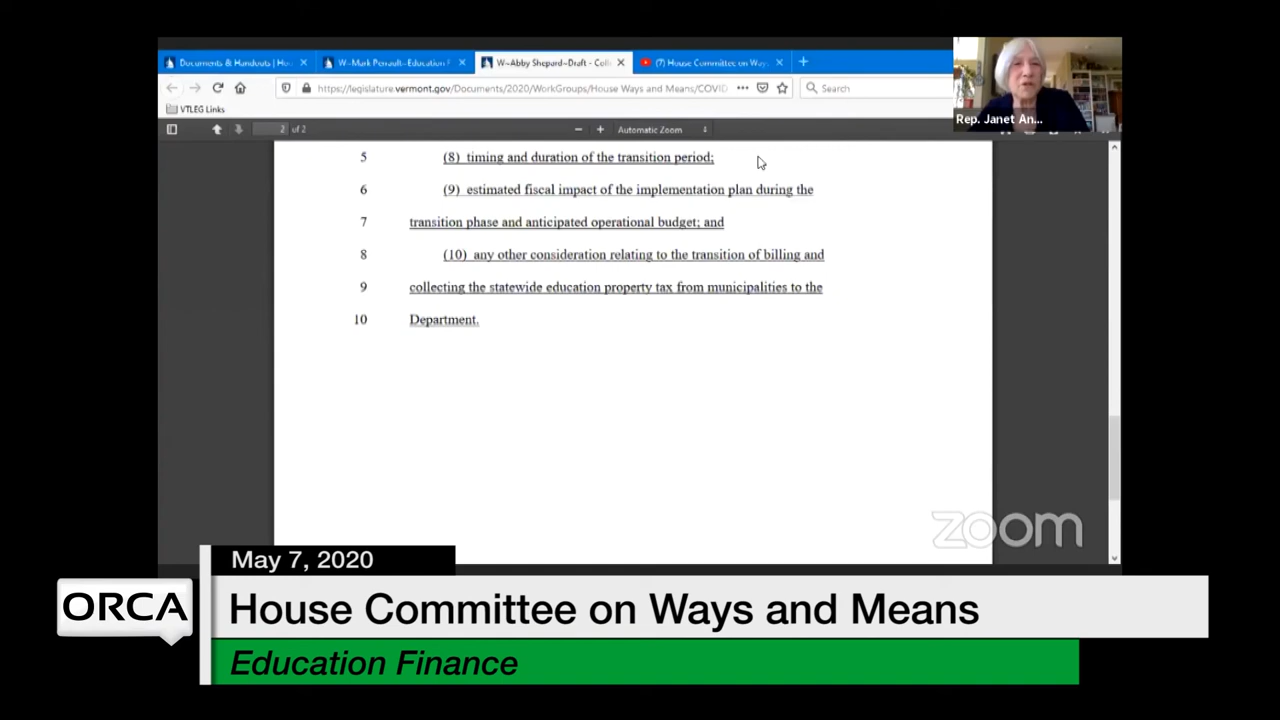 Documents & Handouts | Ho
W~Mark Perrault~Education F
W~Abby Shepard~Draft - Coll
(7) House Committee on Way
https://legislature.vermont.gov/Documents/2020/WorkGroups/House Ways and Means/COVID
Search
VTLEG Links
2 of 2
Automatic Zoom
Rep. Janet An...
5 (8) timing and duration of the transition period;
6 (9) estimated fiscal impact of the implementation plan during the
7 transition phase and anticipated operational budget; and
8 (10) any other consideration relating to the transition of billing and
9 collecting the statewide education property tax from municipalities to the
10 Department.
zoom
May 7, 2020
ORCA
House Committee on Ways and Means
Education Finance